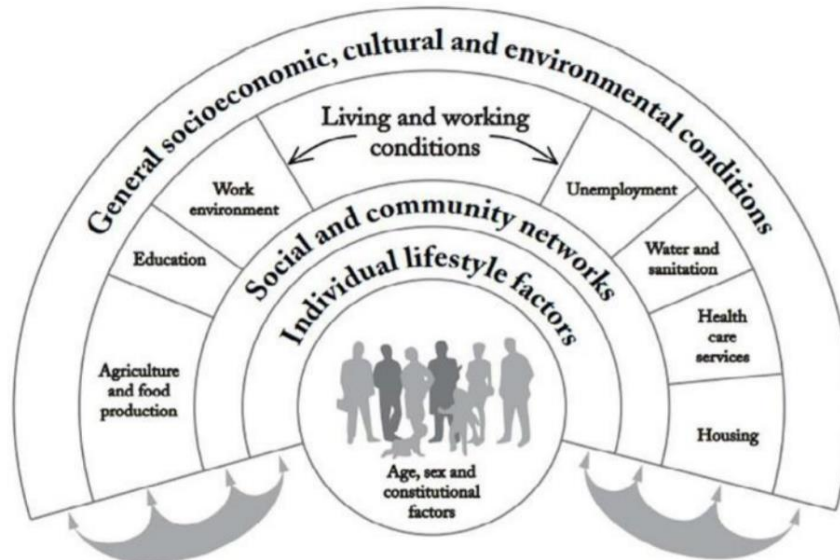 General socioeconomic, cultural and environmental conditions
Living and working
conditions
Work
environment
Unemployment
Education
Water and
sanitation
Agriculture
and food
production
Health
care
services
Housing
Social and community networks
Individual lifestyle factors
Age, sex and
constitutional
factors